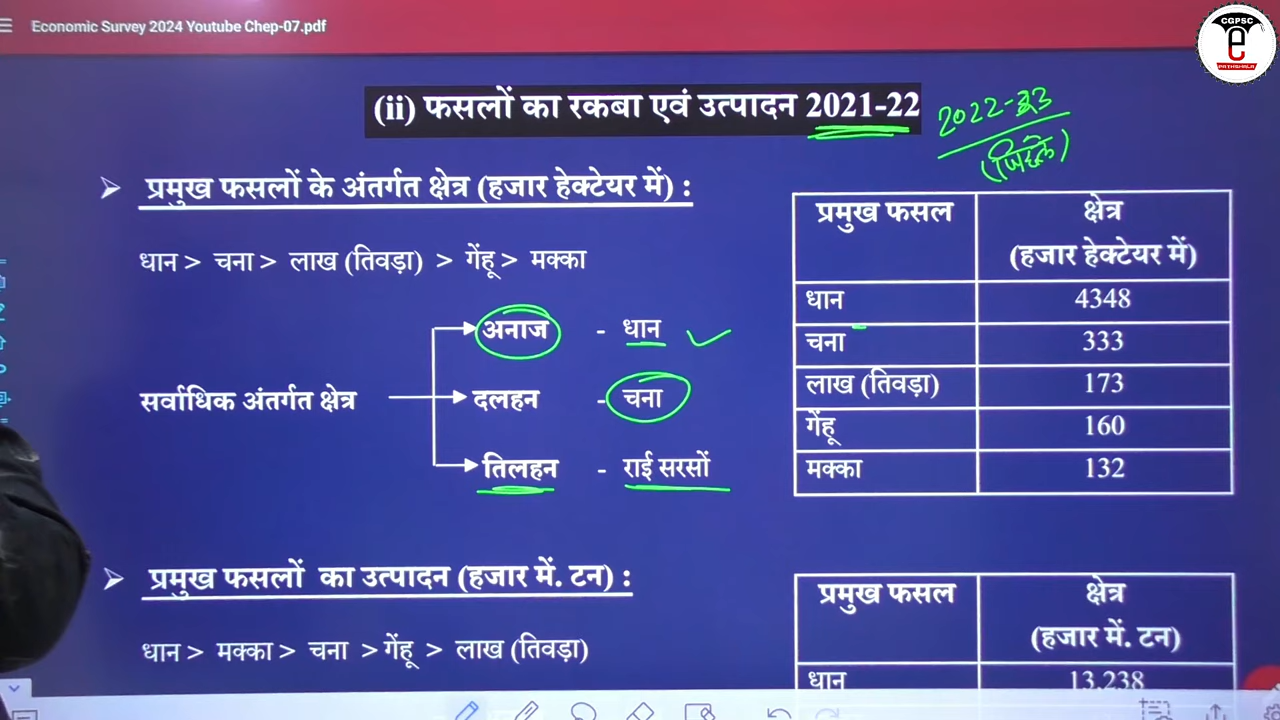 Economic Survey 2024 Youtube Chep-07.pdf
CGPSC
e
PATHSHALA
(ii) फसलों का रकबा एवं उत्पादन 2021-22
2022-23
(पिछले)
➢ प्रमुख फसलों के अंतर्गत क्षेत्र (हजार हेक्टेयर में) :
धान > चना > लाख (तिवड़ा) > गेंहू > मक्का
सर्वाधिक अंतर्गत क्षेत्र
अनाज - धान
दलहन - चना
तिलहन - राई सरसों
प्रमुख फसल क्षेत्र
(हजार हेक्टेयर में)
धान 4348
चना 333
लाख (तिवड़ा) 173
गेंहू 160
मक्का 132
➢ प्रमुख फसलों का उत्पादन (हजार में. टन) :
धान > मक्का > चना > गेंहू > लाख (तिवड़ा)
प्रमुख फसल क्षेत्र
(हजार में. टन)
धान 13,238